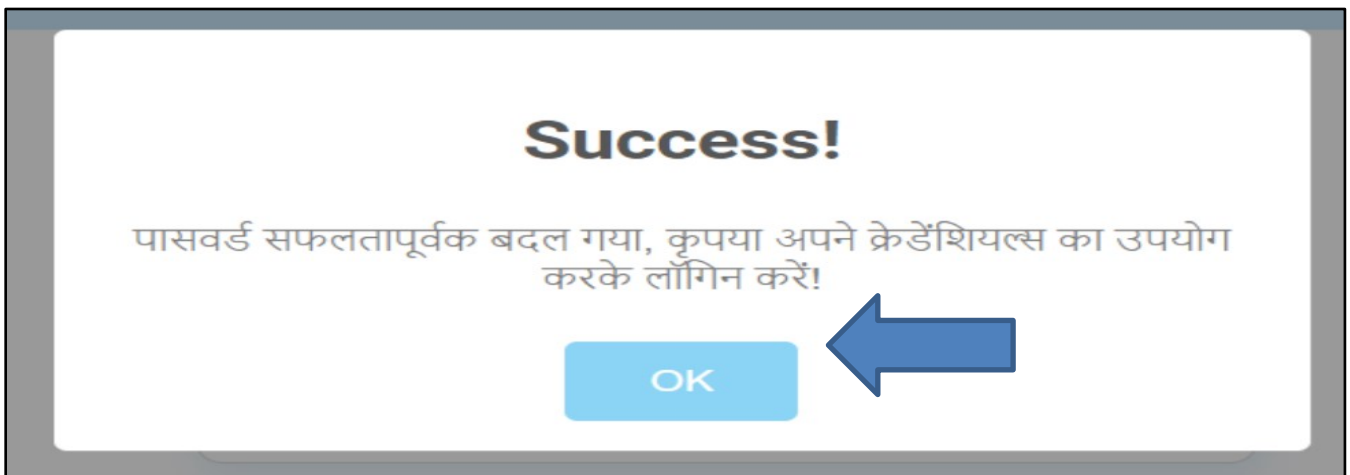 Success!
पासवर्ड सफलतापूर्वक बदल गया, कृपया अपने क्रेडेंशियल्स का उपयोग
करके लॉगिन करें!
OK